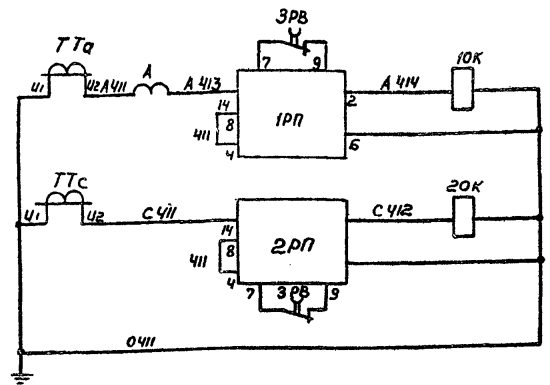 3РВ
ТТа
А
7 9
10К
И1 И2 А411 А413
14
8
411
4
1РП
2
А414
6
ТТс
20К
И1 И2 С411
14
8
411
4
2РП
С412
7 3РВ 9
0411